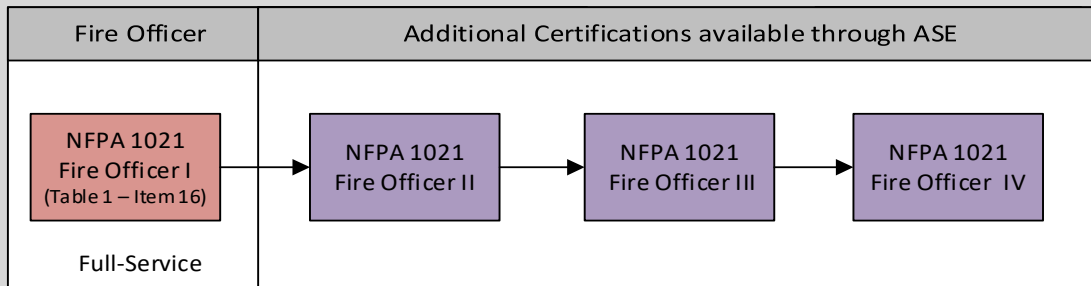 Fire Officer
Additional Certifications available through ASE
NFPA 1021
Fire Officer I
(Table 1 – Item 16)
Full-Service
NFPA 1021
Fire Officer II
NFPA 1021
Fire Officer III
NFPA 1021
Fire Officer IV